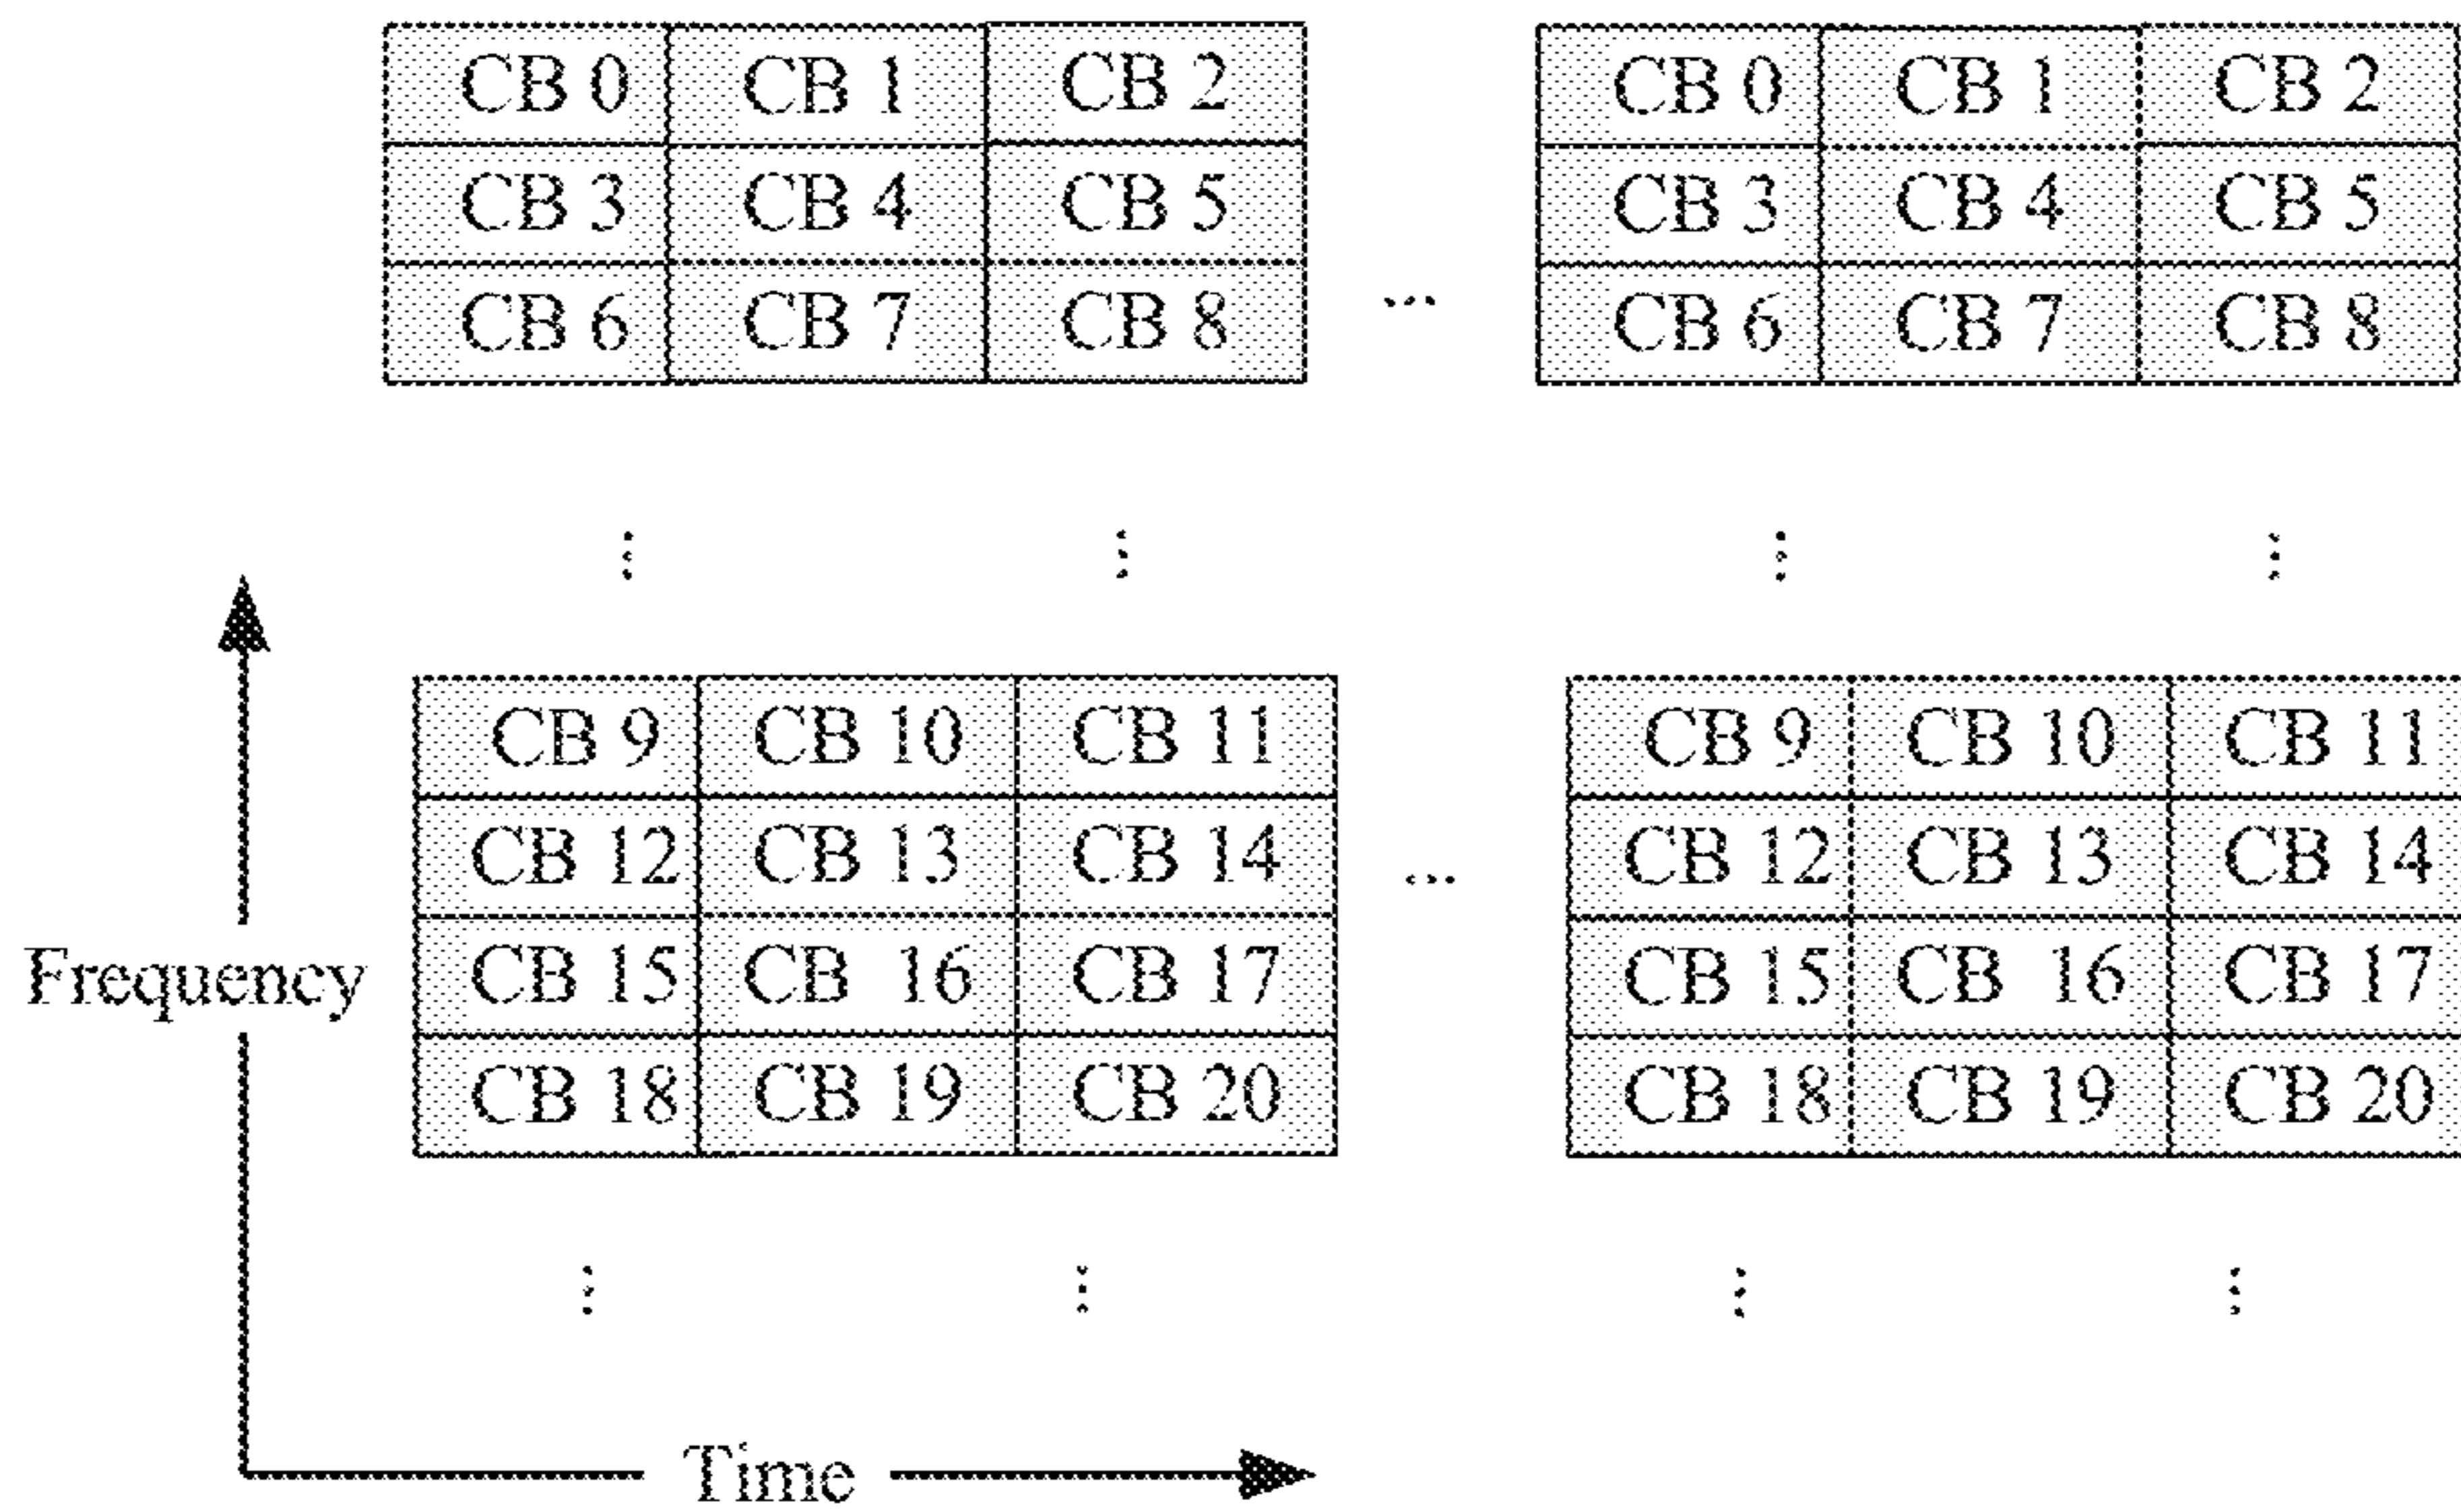 CB 0 CB 1 CB 2 CB 0 CB 1 CB 2
CB 3 CB 4 CB 5 CB 3 CB 4 CB 5
CB 6 CB 7 CB 8 ... CB 6 CB 7 CB 8
CB 9 CB 10 CB 11 CB 9 CB 10 CB 11
CB 12 CB 13 CB 14 ... CB 12 CB 13 CB 14
Frequency CB 15 CB 16 CB 17 CB 15 CB 16 CB 17
CB 18 CB 19 CB 20 CB 18 CB 19 CB 20
Time